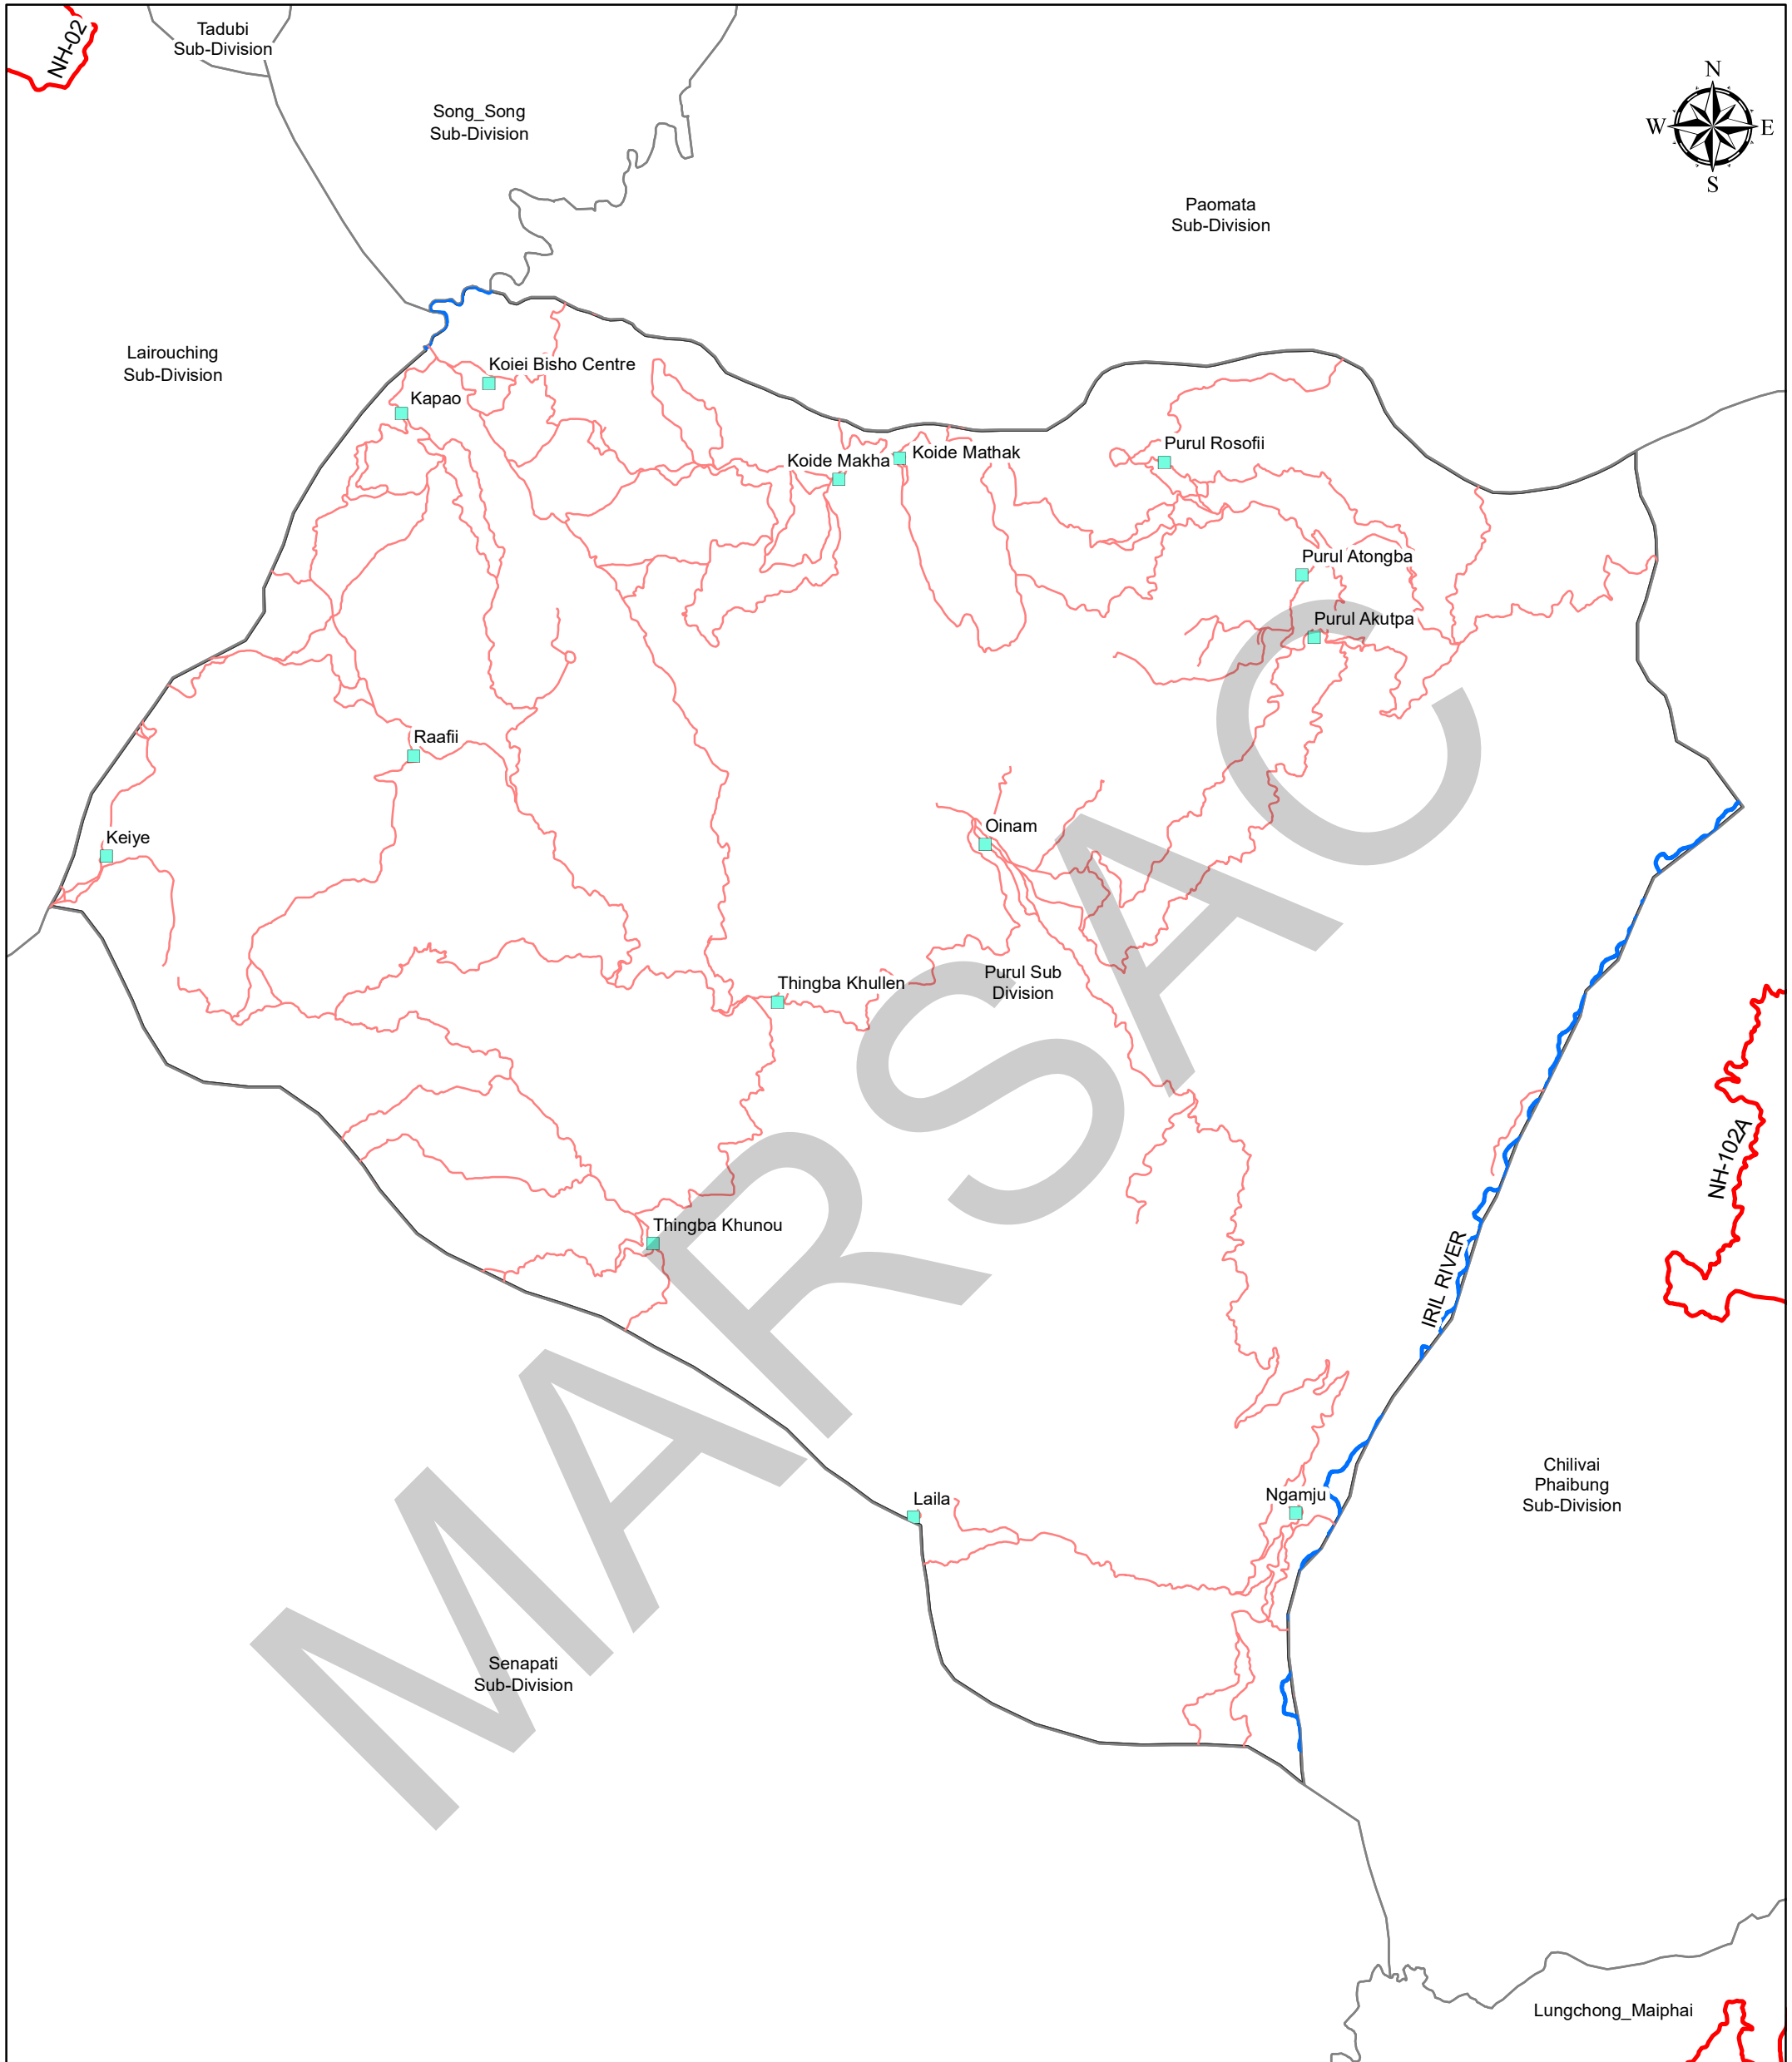 NH-02
Tadubi
Sub-Division
Song_Song
Sub-Division
N
W
E
S
Paomata
Sub-Division
Lairouching
Sub-Division
Koiei Bisho Centre
Kapao
Koide Makha
Koide Mathak
Purul Rosofii
Purul Atongba
Purul Akutpa
Raafii
Keiye
Oinam
Thingba Khullen
Purul Sub
Division
NH-102A
Thingba Khunou
IRIL RIVER
Laila
Ngamju
Chilivai
Phaibung
Sub-Division
Senapati
Sub-Division
Lungchong_Maiphai
MARSAC